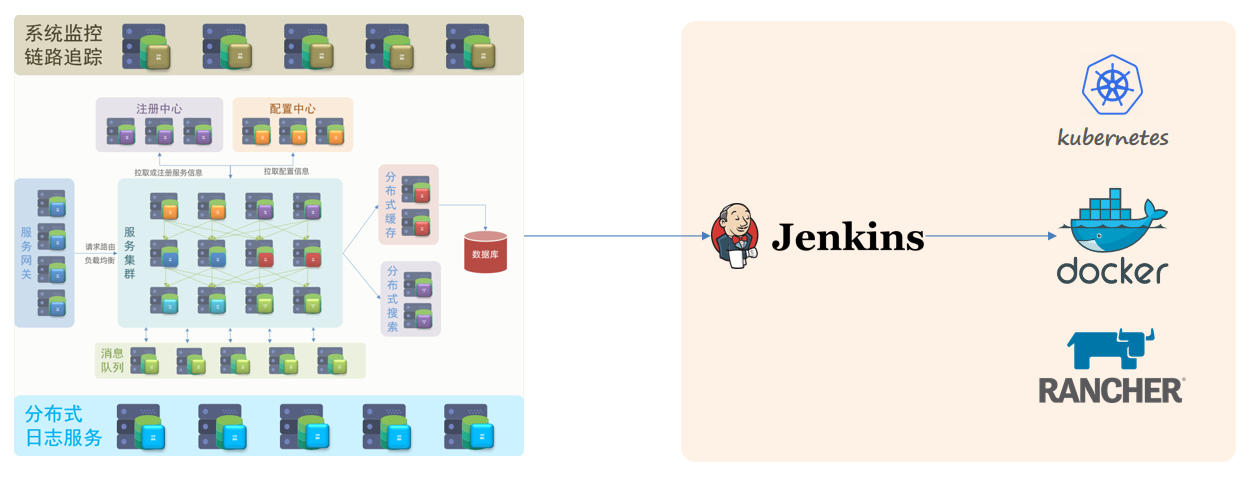 系统监控
链路追踪
注册中心
配置中心
拉取或注册服务信息
拉取配置信息
服务网关
请求路由
负载均衡
服务集群
分布式缓存
数据库
分布式搜索
消息
队列
分布式
日志服务
Jenkins
kubernetes
docker
RANCHER